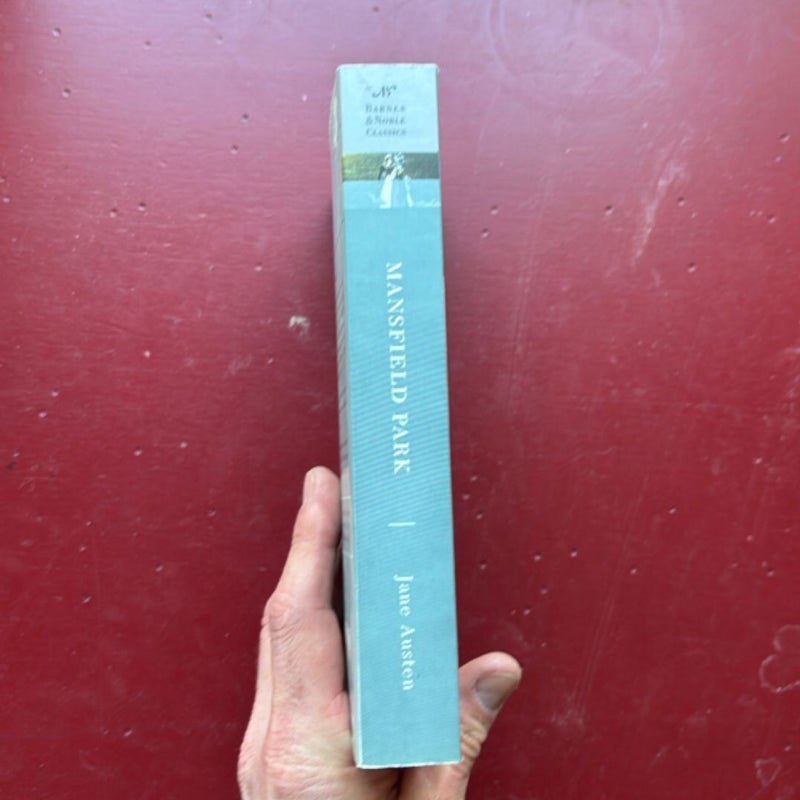 BARNES
& NOBLE
CLASSICS
MANSFIELD PARK
Jane Austen